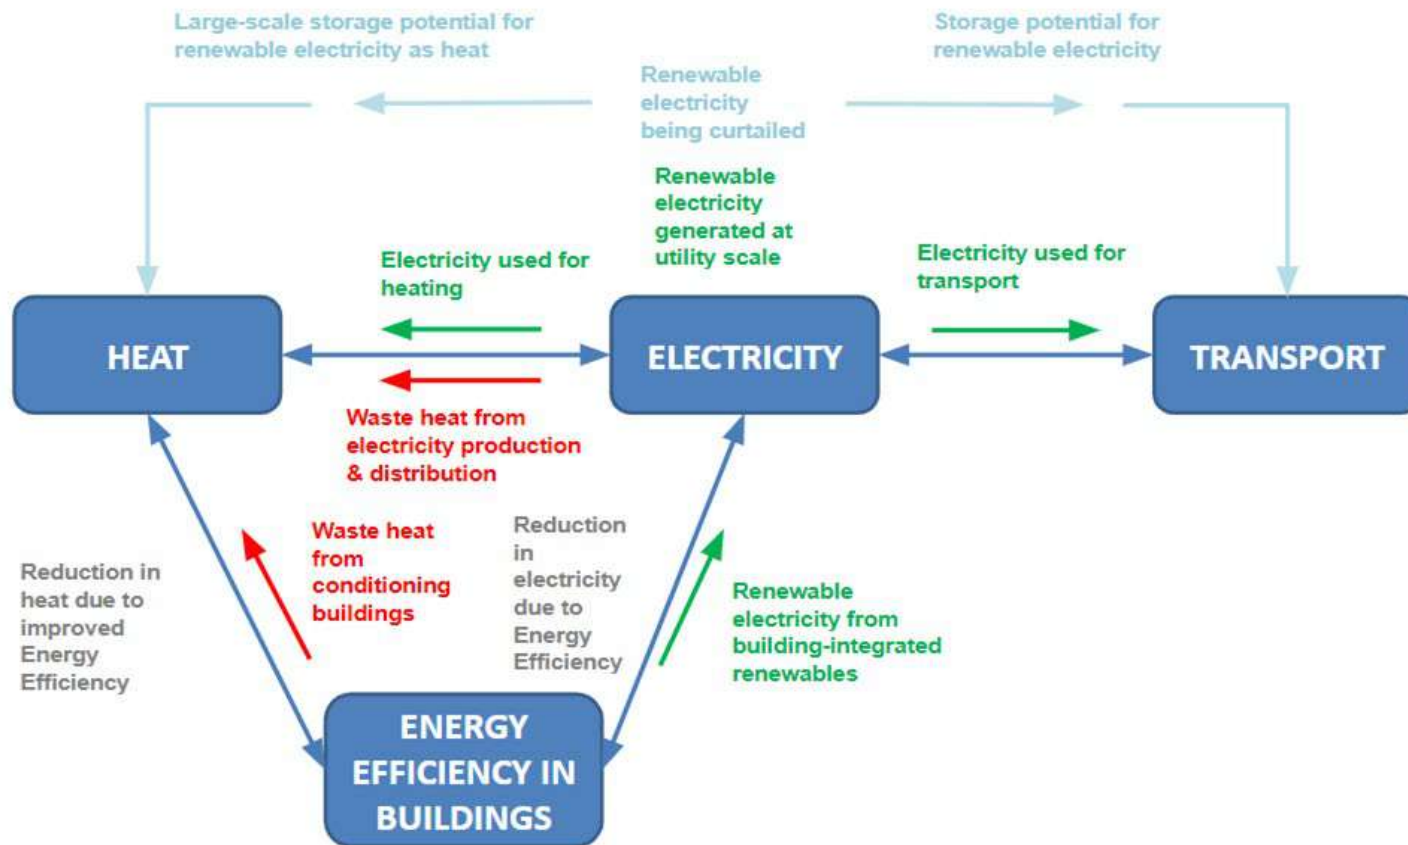 Large-scale storage potential for
renewable electricity as heat
Storage potential for
renewable electricity
Renewable
electricity
being curtailed
Renewable
electricity
generated at
utility scale
Electricity used for
heating
Electricity used for
transport
HEAT
ELECTRICITY
TRANSPORT
Waste heat from
electricity production
& distribution
Waste heat
from
conditioning
buildings
Reduction
in
electricity
due to
Energy
Efficiency
Reduction in
heat due to
improved
Energy
Efficiency
Renewable
electricity from
building-integrated
renewables
ENERGY
EFFICIENCY IN
BUILDINGS